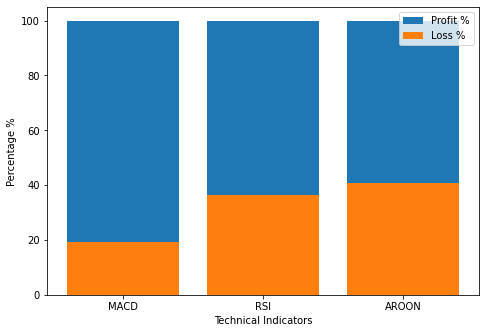 100
80
60
40
20
0
Percentage %
Profit %
Loss %
MACD RSI AROON
Technical Indicators